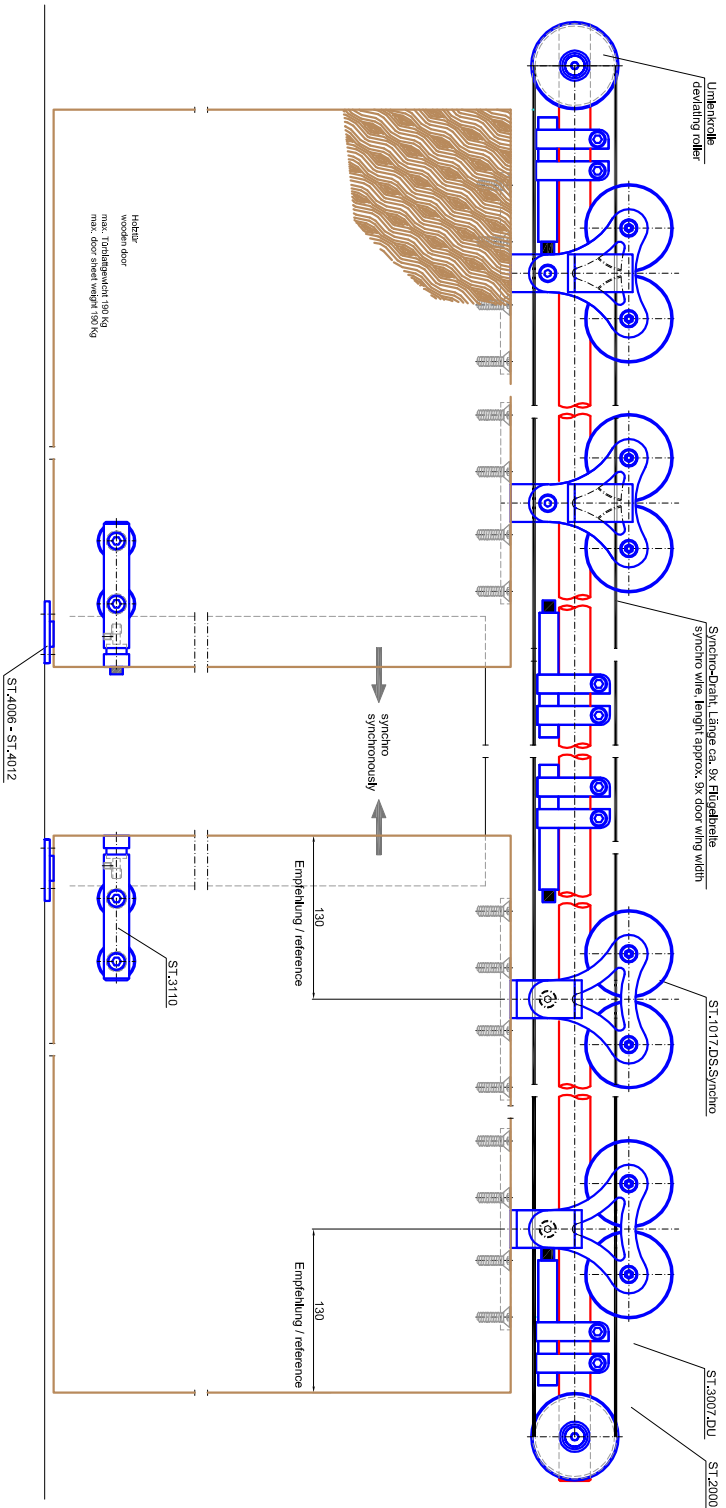 Umlenkrolle
deviating roller
Synchro-Draht, Länge ca. 9x Flügelbreite
synchro wire, lenght approx. 9x door wing width
ST.1017.DS.Synchro
ST.3007.DU
ST.2000
synchro
synchronously
130
Empfehlung / reference
130
Empfehlung / reference
Holztür
wooden door
max. Türblattgewicht 190 Kg
max. door sheet weight 190 Kg
ST.3110
ST.4006 - ST.4012